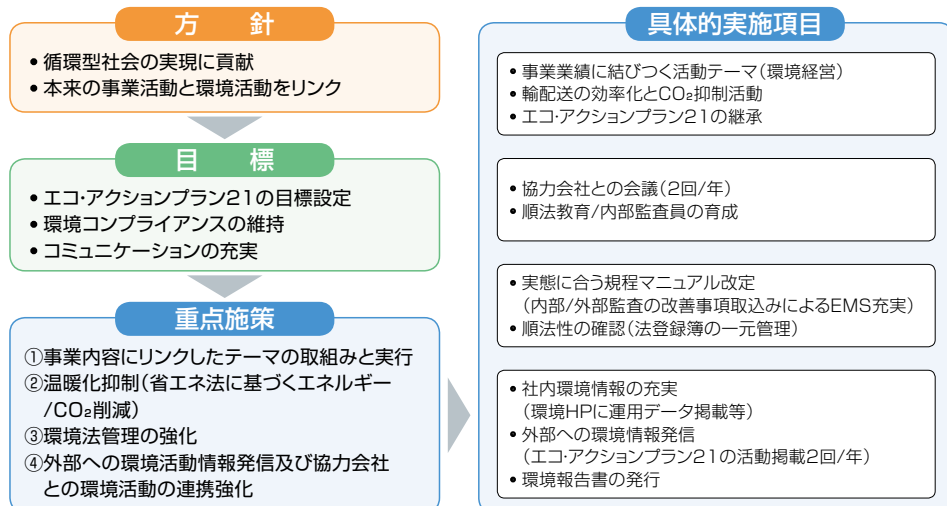 方 針
• 循環型社会の実現に貢献
• 本来の事業活動と環境活動をリンク
目 標
• エコ・アクションプラン21の目標設定
• 環境コンプライアンスの維持
• コミュニケーションの充実
重点施策
①事業内容にリンクしたテーマの取組みと実行
②温暖化抑制(省エネ法に基づくエネルギー
/CO₂削減)
③環境法管理の強化
④外部への環境活動情報発信及び協力会社
との環境活動の連携強化
具体的実施項目
• 事業業績に結びつく活動テーマ(環境経営)
• 輸配送の効率化とCO₂抑制活動
• エコ・アクションプラン21の継承
• 協力会社との会議(2回/年)
• 順法教育/内部監査員の育成
• 実態に合う規程マニュアル改定
(内部/外部監査の改善事項取込みによるEMS充実)
• 順法性の確認(法登録簿の一元管理)
• 社内環境情報の充実
(環境HPに運用データ掲載等)
• 外部への環境情報発信
(エコ・アクションプラン21の活動掲載2回/年)
• 環境報告書の発行